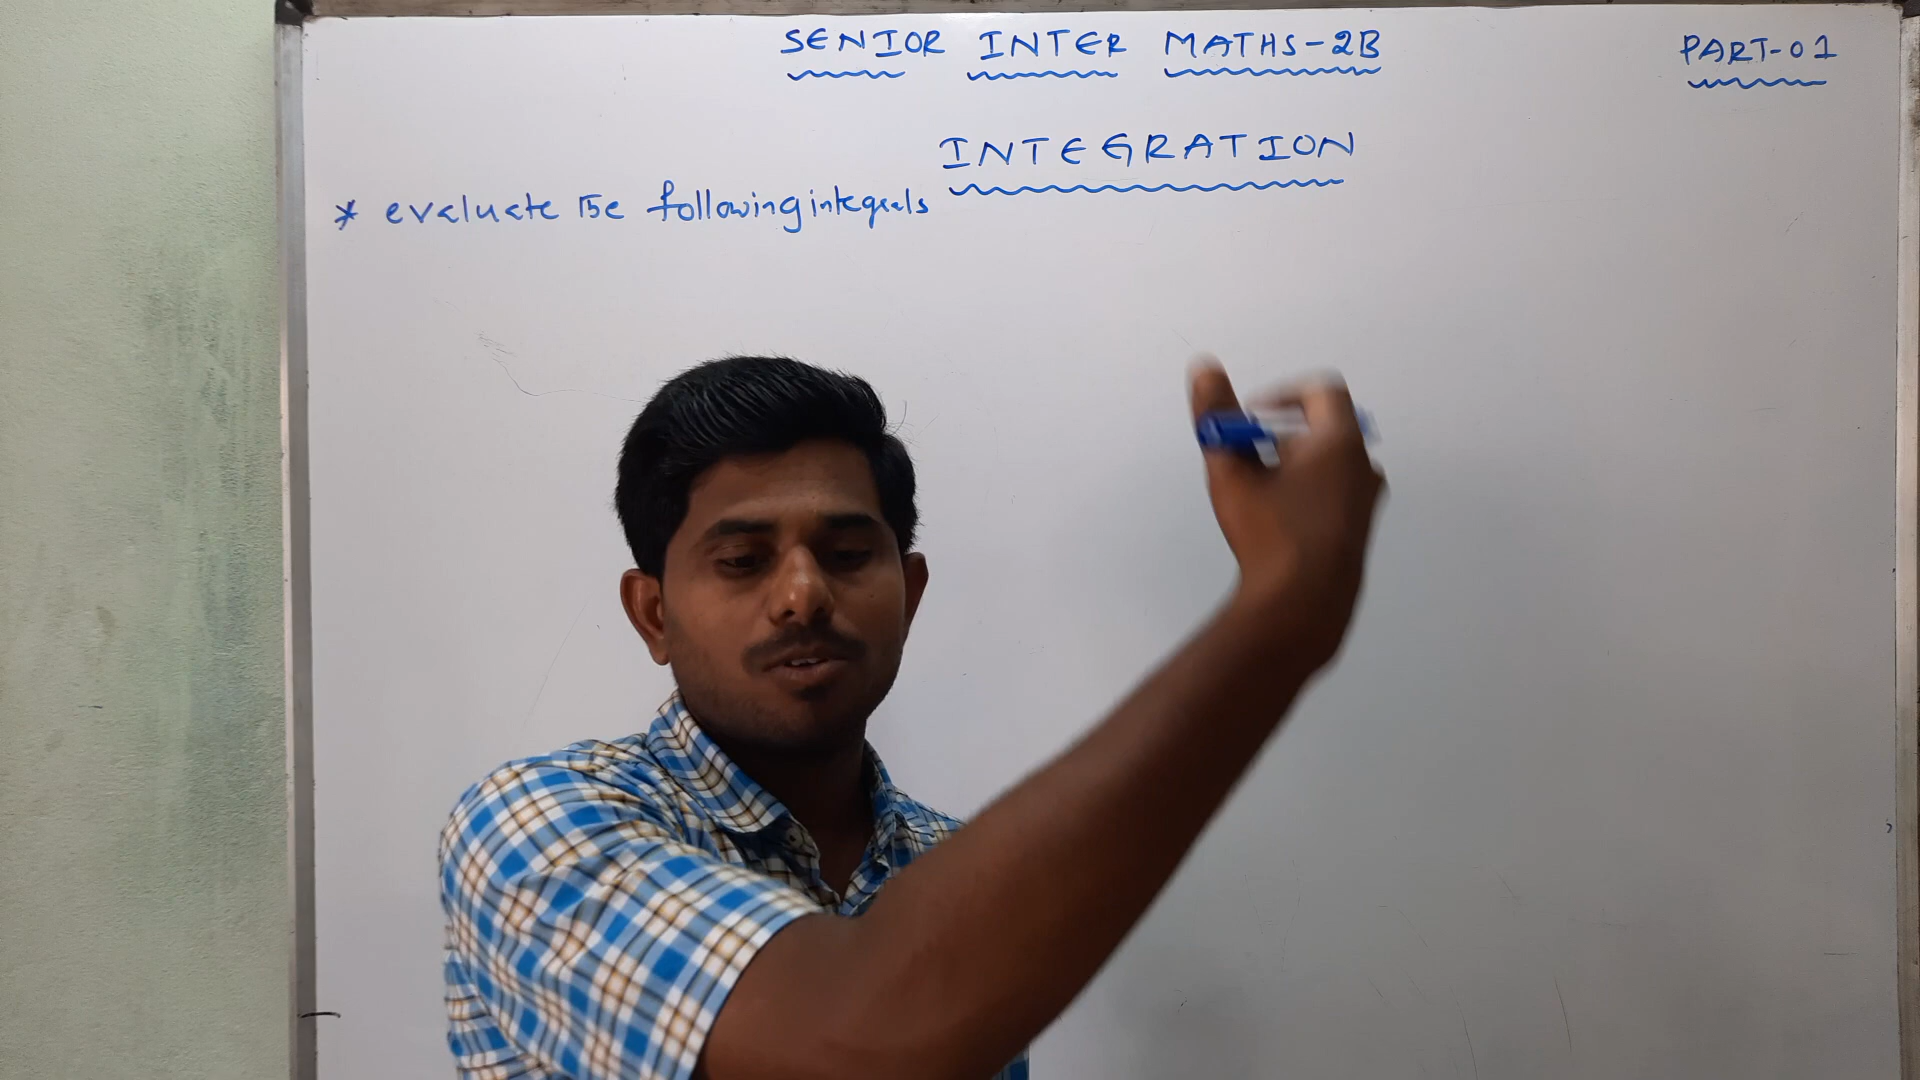 SENIOR INTER MATHS-2B
PART-01
INTEGRATION
* evaluate the following integrals